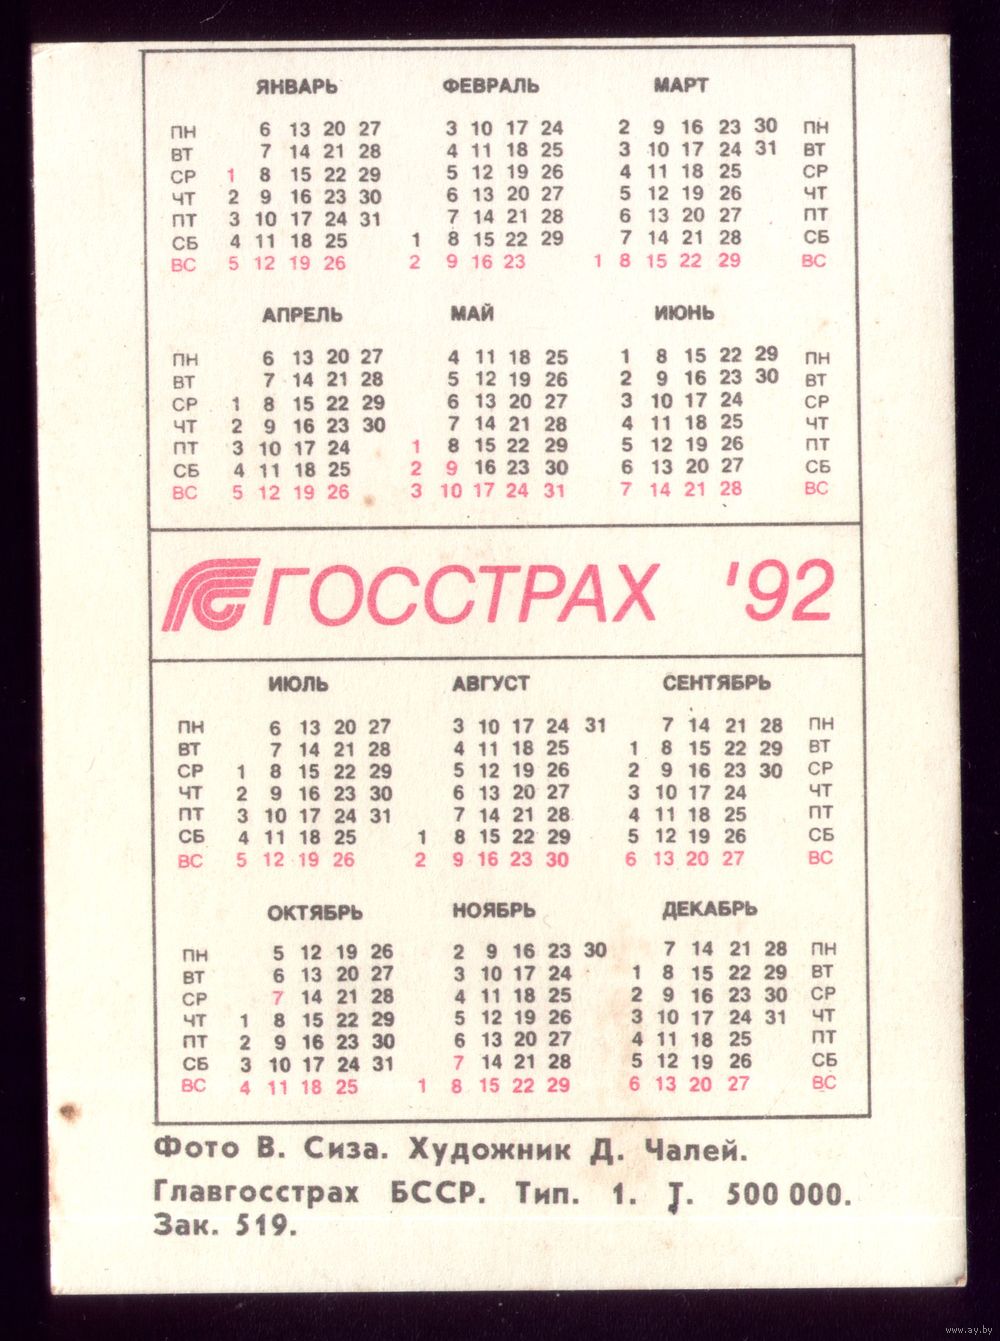 ЯНВАРЬ ФЕВРАЛЬ МАРТ
ПН 6 13 20 27 3 10 17 24 2 9 16 23 30 ПН
ВТ 7 14 21 28 4 11 18 25 3 10 17 24 31 ВТ
СР 1 8 15 22 29 5 12 19 26 4 11 18 25 СР
ЧТ 2 9 16 23 30 6 13 20 27 5 12 19 26 ЧТ
ПТ 3 10 17 24 31 7 14 21 28 6 13 20 27 ПТ
СБ 4 11 18 25 1 8 15 22 29 7 14 21 28 СБ
ВС 5 12 19 26 2 9 16 23 1 8 15 22 29 ВС
АПРЕЛЬ МАЙ ИЮНЬ
ПН 6 13 20 27 4 11 18 25 1 8 15 22 29 ПН
ВТ 7 14 21 28 5 12 19 26 2 9 16 23 30 ВТ
СР 1 8 15 22 29 6 13 20 27 3 10 17 24 СР
ЧТ 2 9 16 23 30 7 14 21 28 4 11 18 25 ЧТ
ПТ 3 10 17 24 1 8 15 22 29 5 12 19 26 ПТ
СБ 4 11 18 25 2 9 16 23 30 6 13 20 27 СБ
ВС 5 12 19 26 3 10 17 24 31 7 14 21 28 ВС
ГОССТРАХ '92
ИЮЛЬ АВГУСТ СЕНТЯБРЬ
ПН 6 13 20 27 3 10 17 24 31 7 14 21 28 ПН
ВТ 7 14 21 28 4 11 18 25 1 8 15 22 29 ВТ
СР 1 8 15 22 29 5 12 19 26 2 9 16 23 30 СР
ЧТ 2 9 16 23 30 6 13 20 27 3 10 17 24 ЧТ
ПТ 3 10 17 24 31 7 14 21 28 4 11 18 25 ПТ
СБ 4 11 18 25 1 8 15 22 29 5 12 19 26 СБ
ВС 5 12 19 26 2 9 16 23 30 6 13 20 27 ВС
ОКТЯБРЬ НОЯБРЬ ДЕКАБРЬ
ПН 5 12 19 26 2 9 16 23 30 7 14 21 28 ПН
ВТ 6 13 20 27 3 10 17 24 1 8 15 22 29 ВТ
СР 7 14 21 28 4 11 18 25 2 9 16 23 30 СР
ЧТ 1 8 15 22 29 5 12 19 26 3 10 17 24 31 ЧТ
ПТ 2 9 16 23 30 6 13 20 27 4 11 18 25 ПТ
СБ 3 10 17 24 31 7 14 21 28 5 12 19 26 СБ
ВС 4 11 18 25 1 8 15 22 29 6 13 20 27 ВС
Фото В. Сиза. Художник Д. Чалей.
Главгосстрах БССР. Тип. 1. Т. 500 000.
Зак. 519.
www.ay.by